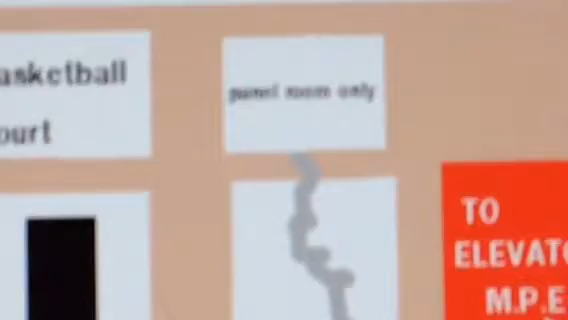 asketball
ourt
panel room only
TO
ELEVATO
M.P.E